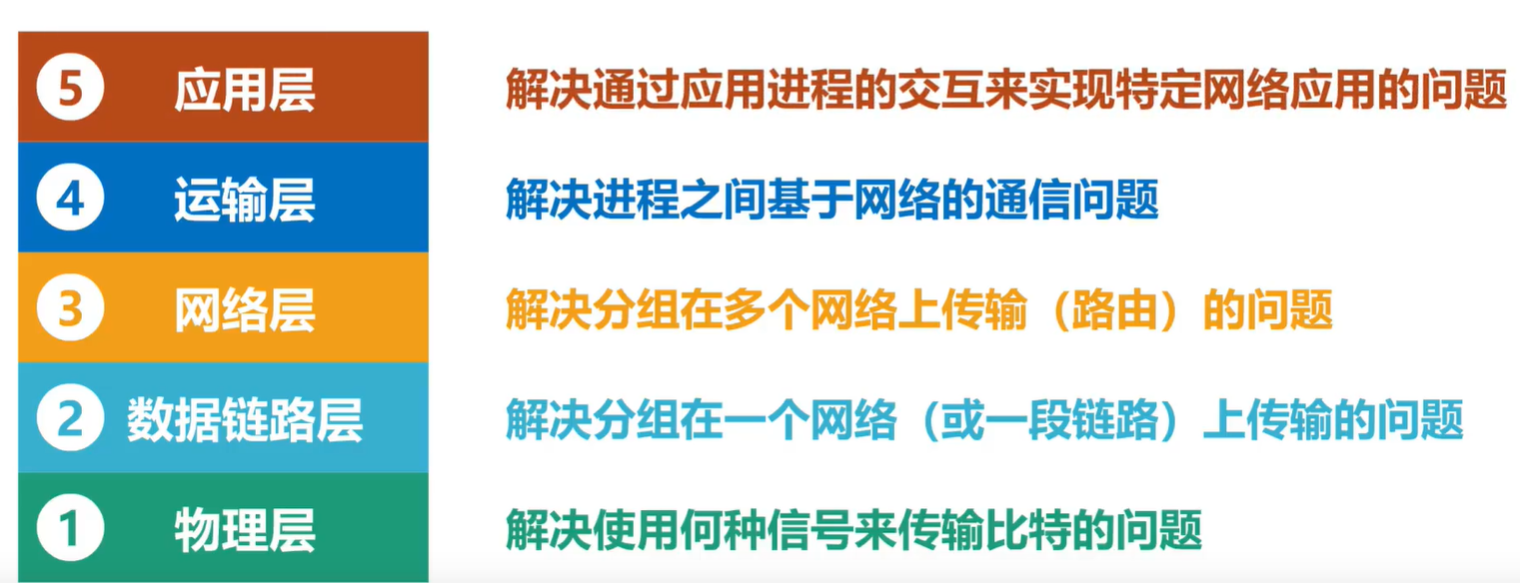 5 应用层 解决通过应用进程的交互来实现特定网络应用的问题
4 运输层 解决进程之间基于网络的通信问题
3 网络层 解决分组在多个网络上传输（路由）的问题
2 数据链路层 解决分组在一个网络（或一段链路）上传输的问题
1 物理层 解决使用何种信号来传输比特的问题